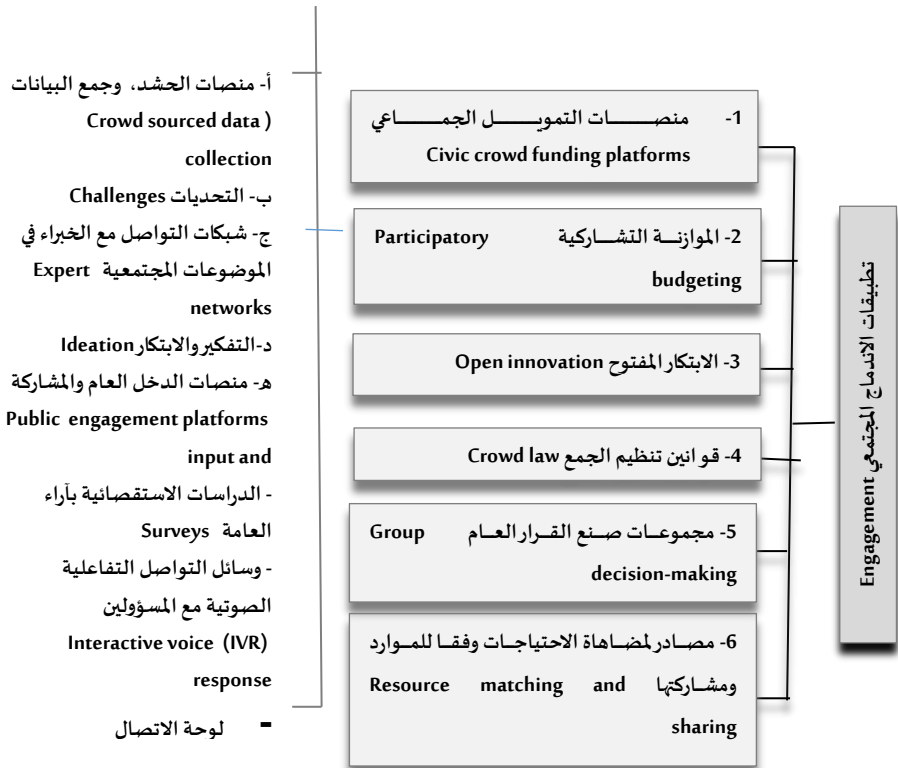 تطبيقات الاندماج المجتمعي Engagement
1- منصات التمويل الجماعي
Civic crowd funding platforms
2- الموازنة التشاركية Participatory
budgeting
3- الابتكار المفتوح Open innovation
4- قوانين تنظيم الجمع Crowd law
5- مجموعات صنع القرار العام Group
decision-making
6- مصادر لمضاهاة الاحتياجات وفقا للموارد
ومشاركتها Resource matching and
sharing
أ- منصات الحشد، وجمع البيانات
Crowd sourced data )
collection
ب- التحديات Challenges
ج- شبكات التواصل مع الخبراء في
الموضوعات المجتمعية Expert
networks
د-التفكير والابتكار Ideation
هـ- منصات الدخل العام والمشاركة
Public engagement platforms
input and
- الدراسات الاستقصائية بآراء
العامة Surveys
- وسائل التواصل التفاعلية
الصوتية مع المسؤولين
Interactive voice (IVR)
response
- لوحة الاتصال